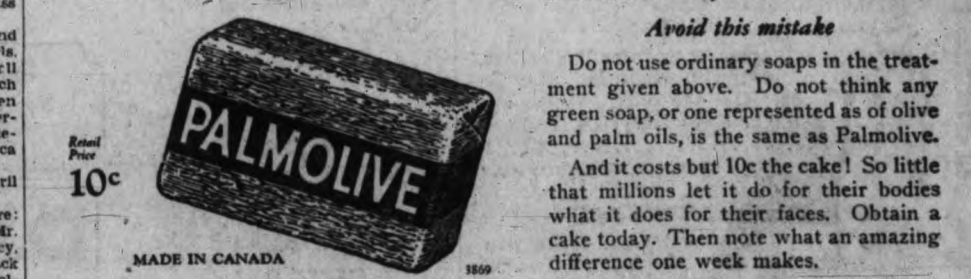 Retail
Price
10c
PALMOLIVE
MADE IN CANADA
3869
Avoid this mistake
Do not use ordinary soaps in the treat-
ment given above. Do not think any
green soap, or one represented as of olive
and palm oils, is the same as Palmolive.
And it costs but 10c the cake! So little
that millions let it do for their bodies
what it does for their faces. Obtain a
cake today. Then note what an amazing
difference one week makes.